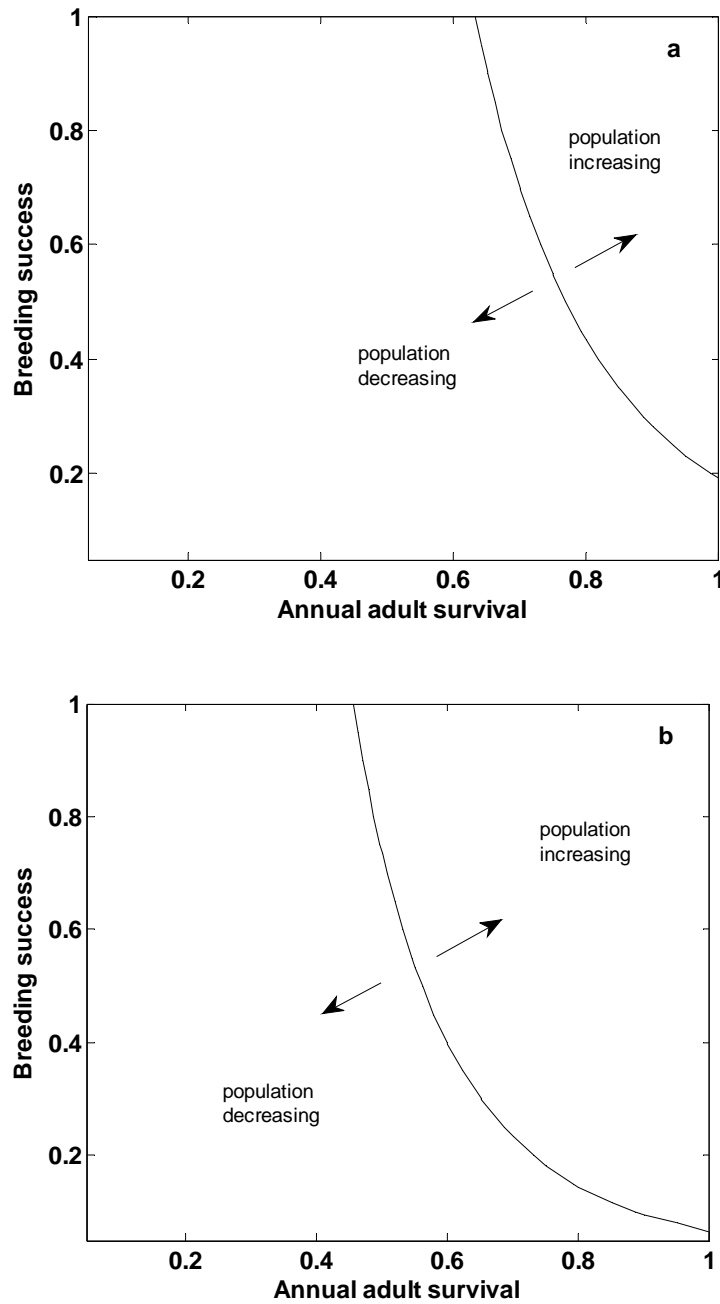 1
a
0.8
population
increasing
Breeding success
0.6
population
decreasing
0.4
0.2
0.2 0.4 0.6 0.8 1
Annual adult survival
1
b
0.8
population
increasing
Breeding success
0.6
0.4
population
decreasing
0.2
0.2 0.4 0.6 0.8 1
Annual adult survival